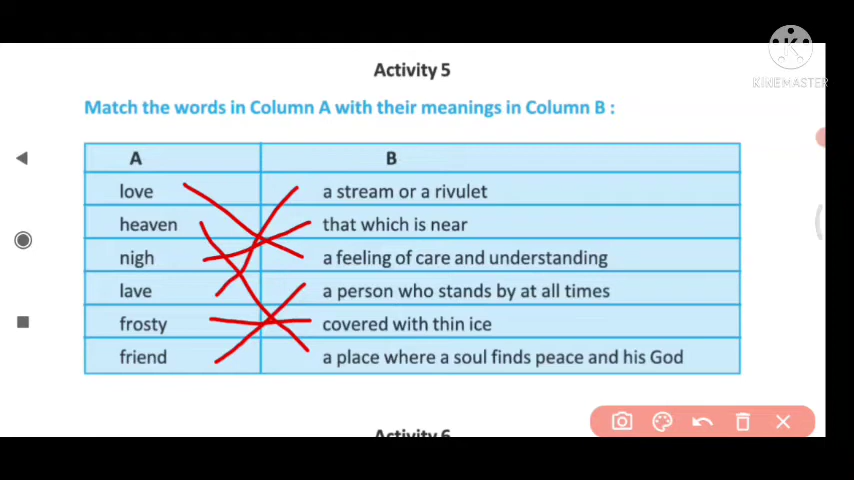 KINEMASTER
Activity 5
Match the words in Column A with their meanings in Column B :
A B
love a stream or a rivulet
heaven that which is near
nigh a feeling of care and understanding
lave a person who stands by at all times
frosty covered with thin ice
friend a place where a soul finds peace and his God
Activity 6